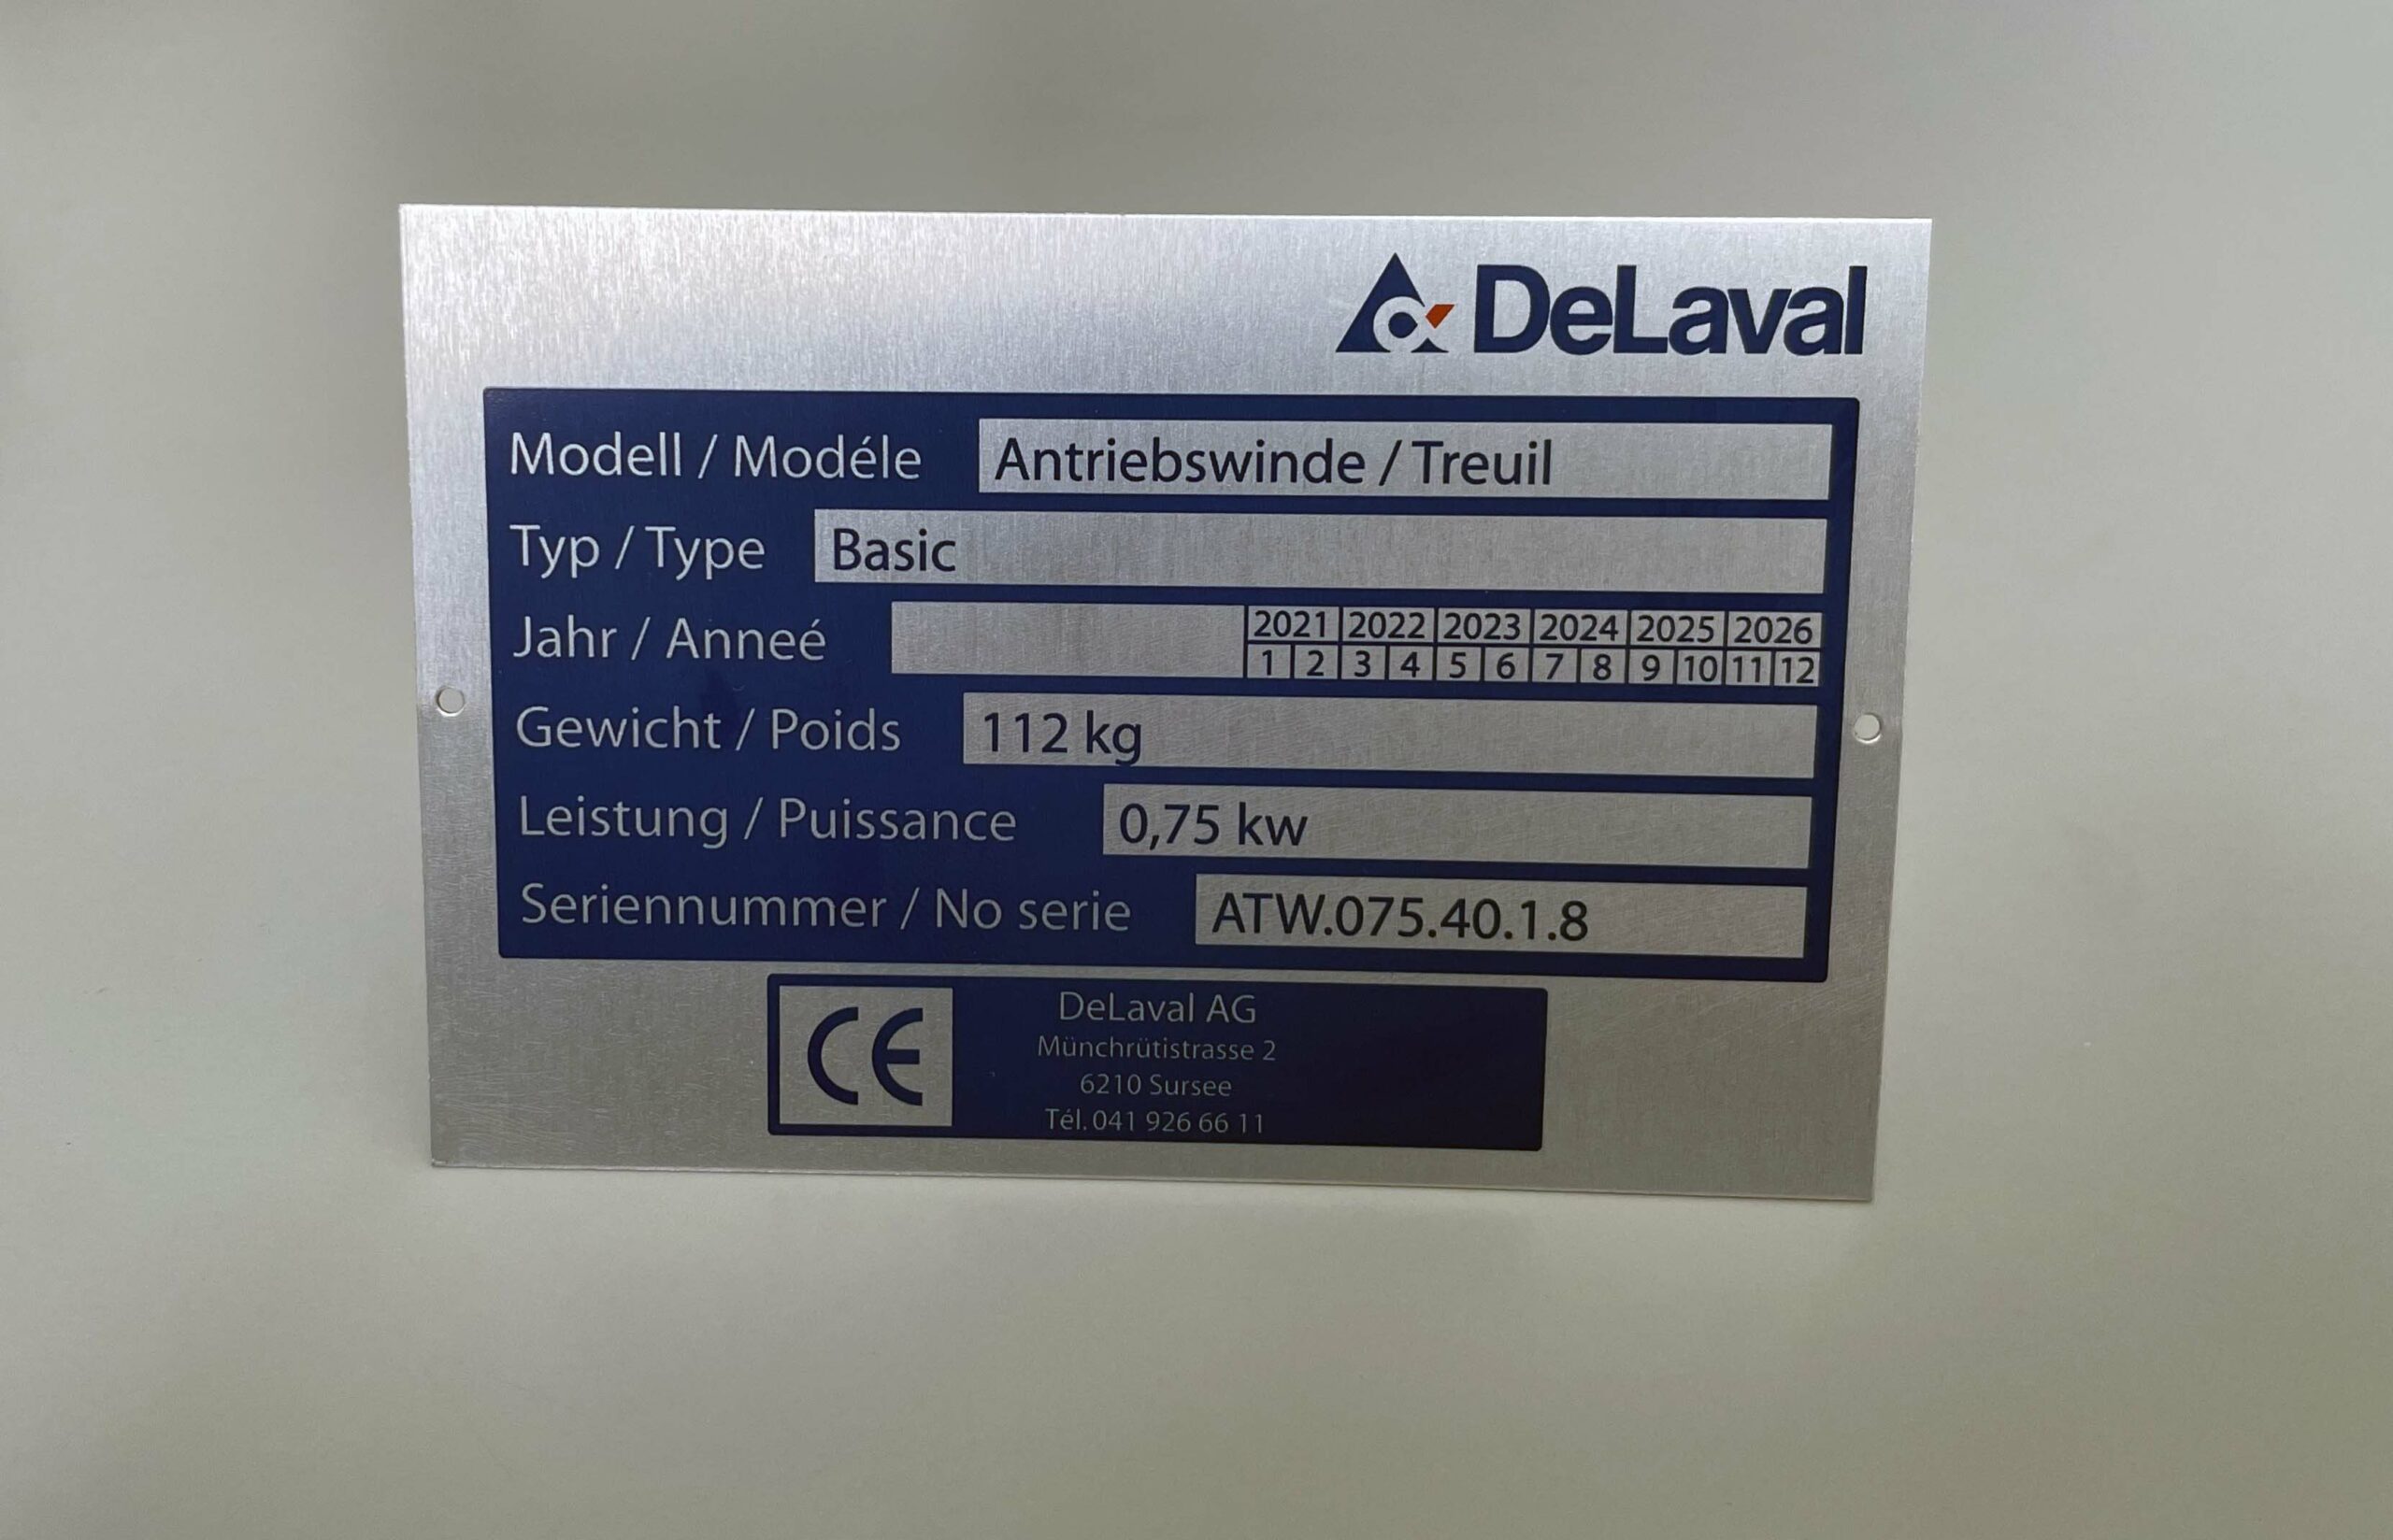 DeLaval
Modell / Modéle Antriebswinde / Treuil
Typ / Type Basic
Jahr / Anneé 2021 2022 2023 2024 2025 2026
1 2 3 4 5 6 7 8 9 10 11 12
Gewicht / Poids 112 kg
Leistung / Puissance 0,75 kw
Seriennummer / No serie ATW.075.40.1.8
CE
DeLaval AG
Münchrütistrasse 2
6210 Sursee
Tél. 041 926 66 11